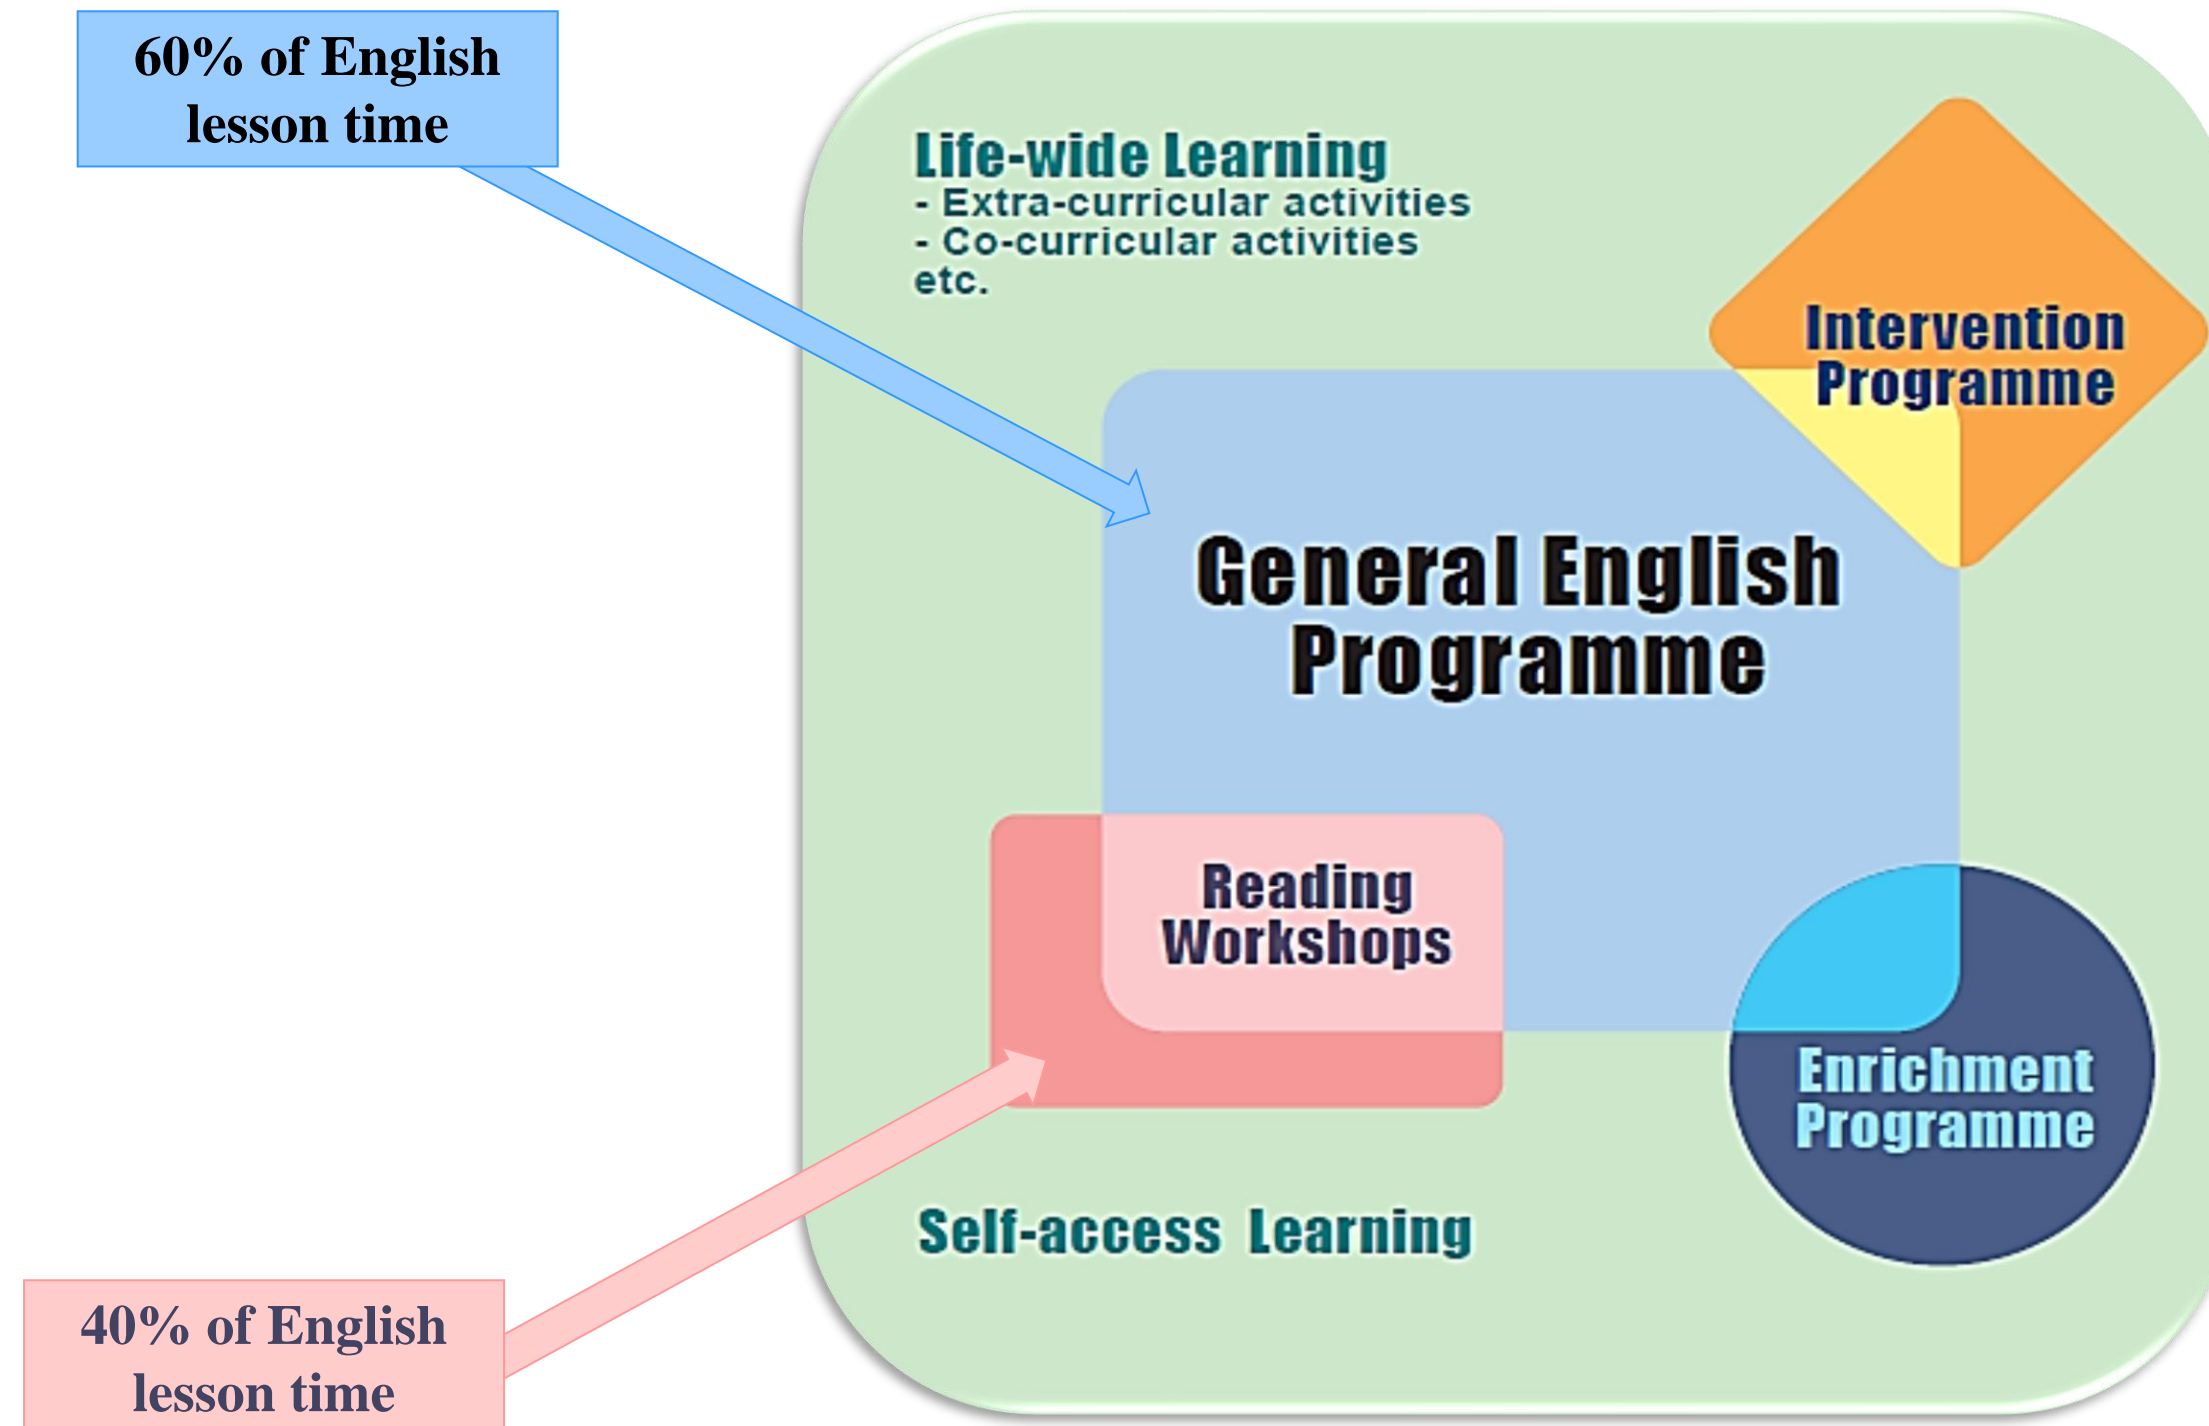 60% of English
lesson time
Life-wide Learning
- Extra-curricular activities
- Co-curricular activities
etc.
Intervention
Programme
General English
Programme
Reading
Workshops
Enrichment
Programme
Self-access Learning
40% of English
lesson time